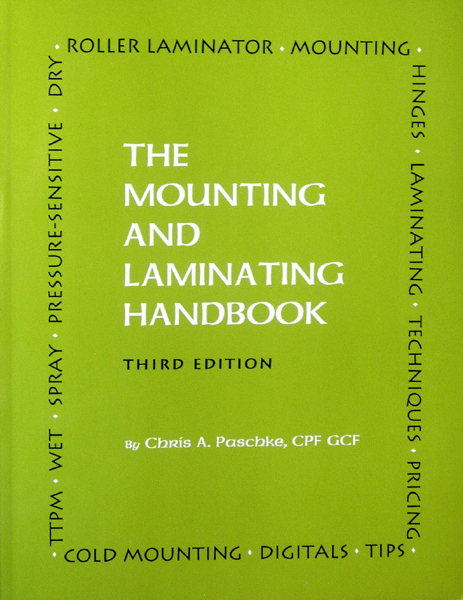 · ROLLER LAMINATOR · MOUNTING ·
HINGES · LAMINATING · TECHNIQUES · PRICING
THE
MOUNTING
AND
LAMINATING
HANDBOOK
THIRD EDITION
By Chris A. Paschke, CPF GCF
TTPM · WET · SPRAY · PRESSURE-SENSITIVE · DRY
· COLD MOUNTING · DIGITALS · TIPS ·